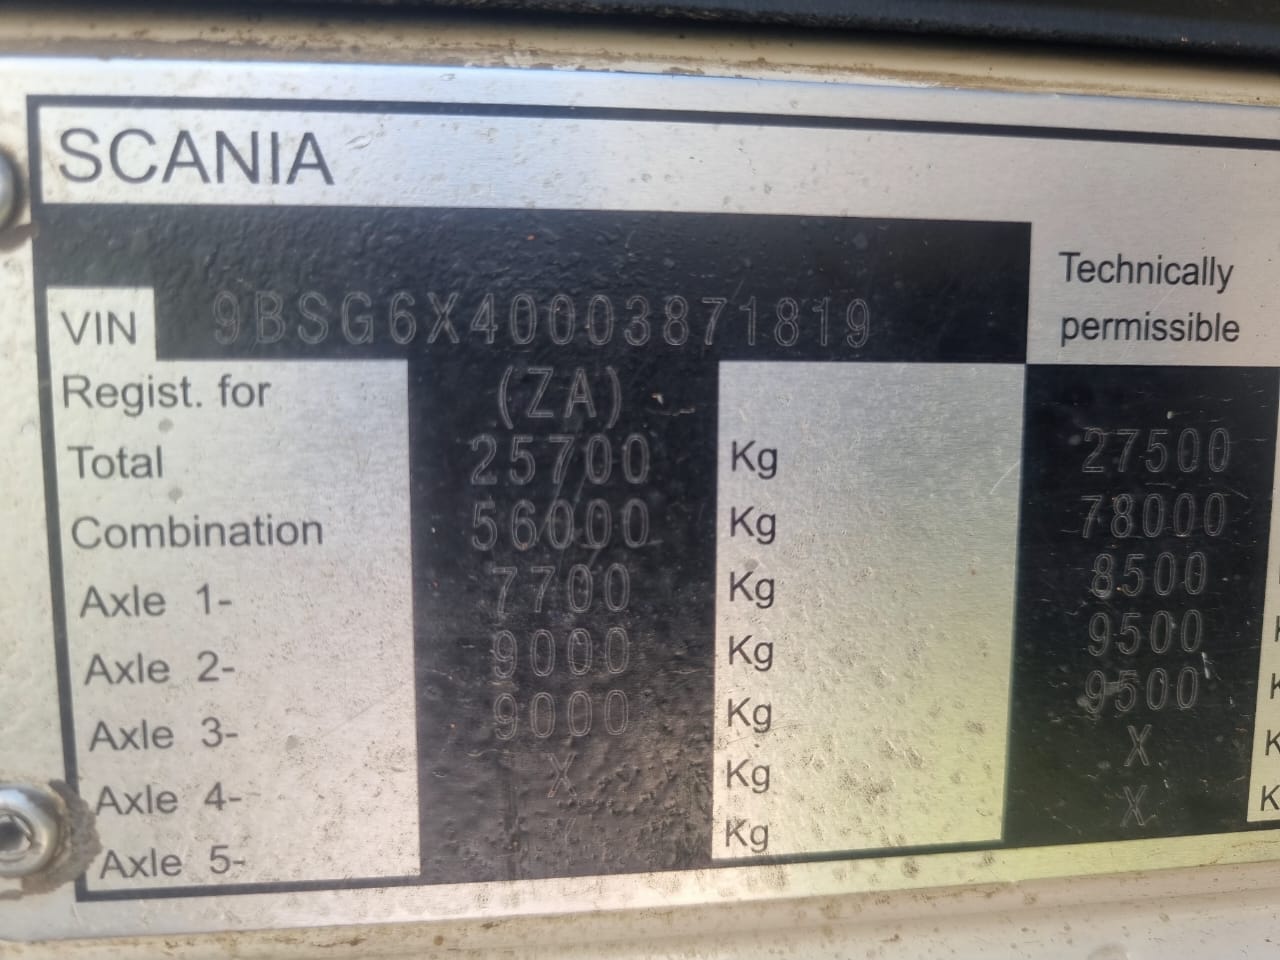 SCANIA
Technically
permissible
VIN 9BSG6X40003871819
Regist. for (ZA)
Total 25700 Kg 27500
Combination 56000 Kg 78000
Axle 1- 7700 Kg 8500
Axle 2- 9000 Kg 9500 K
Axle 3- 9000 Kg 9500 K
Axle 4- X Kg X K
Axle 5- Kg X K